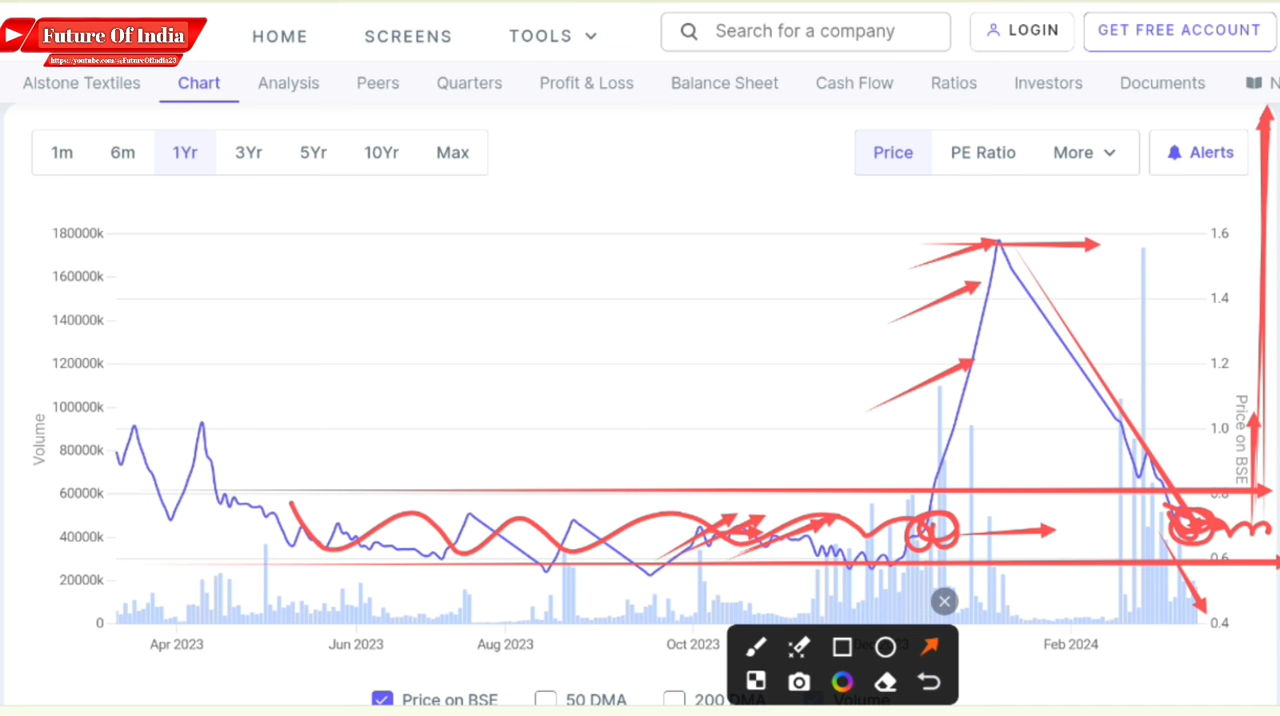 Future Of India
https://youtube.com/@FutureOfIndia23
HOME SCREENS TOOLS
Search for a company
LOGIN
GET FREE ACCOUNT
Alstone Textiles Chart Analysis Peers Quarters Profit & Loss Balance Sheet Cash Flow Ratios Investors Documents N
1m 6m 1Yr 3Yr 5Yr 10Yr Max
Price PE Ratio More Alerts
180000k 1.6
160000k
1.4
140000k
120000k 1.2
100000k
1.0
80000k
60000k 0.8
40000k
0.6
20000k
0 0.4
Volume
Price on BSE
Apr 2023 Jun 2023 Aug 2023 Oct 2023 Dec 2023 Feb 2024
Price on BSE 50 DMA 200 DMA Volume